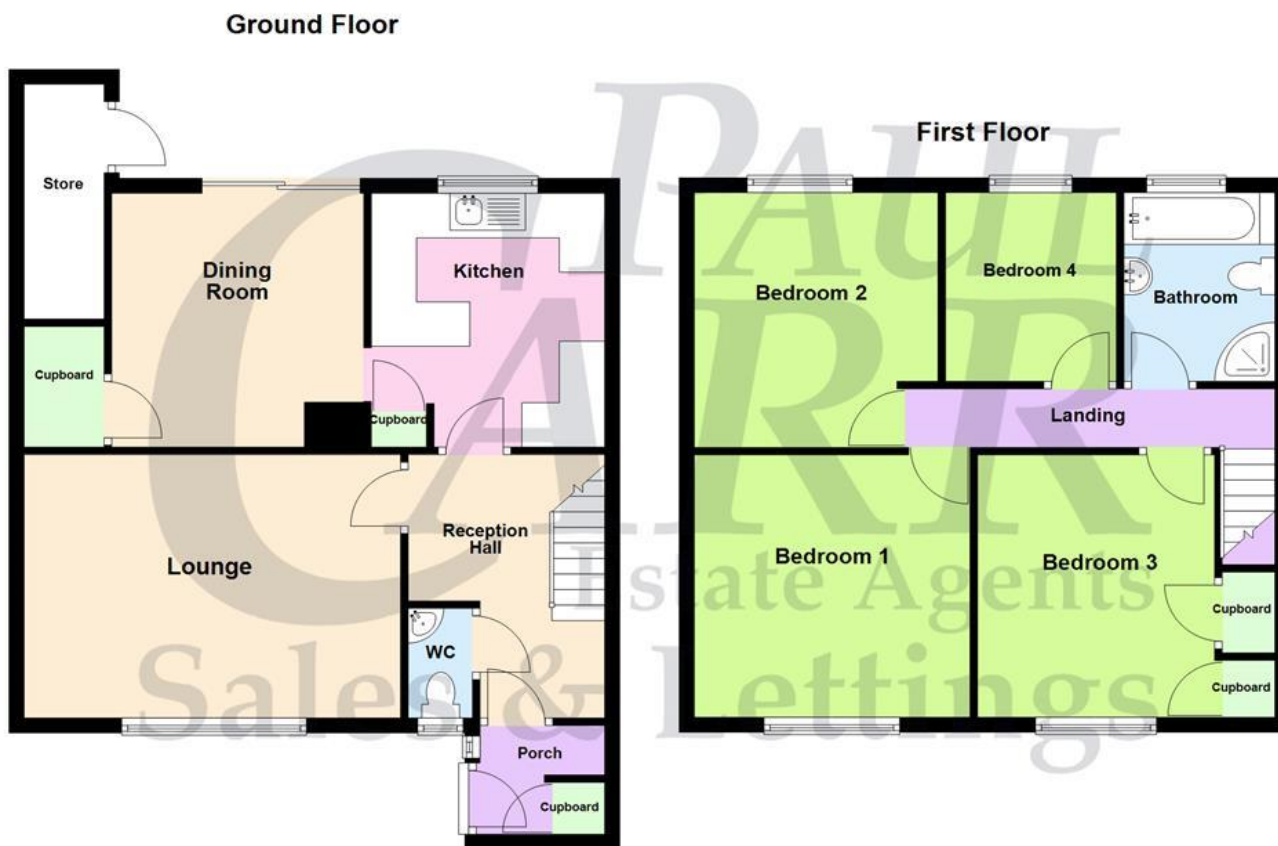 Ground Floor
Store
Dining
Room
Kitchen
Cupboard
Cupboard
Lounge
Reception
Hall
WC
Porch
Cupboard
First Floor
Bedroom 2
Bedroom 4
Bathroom
Landing
Bedroom 1
Bedroom 3
Cupboard
Cupboard
PAUL
CARR
Estate Agents
Sales & Lettings